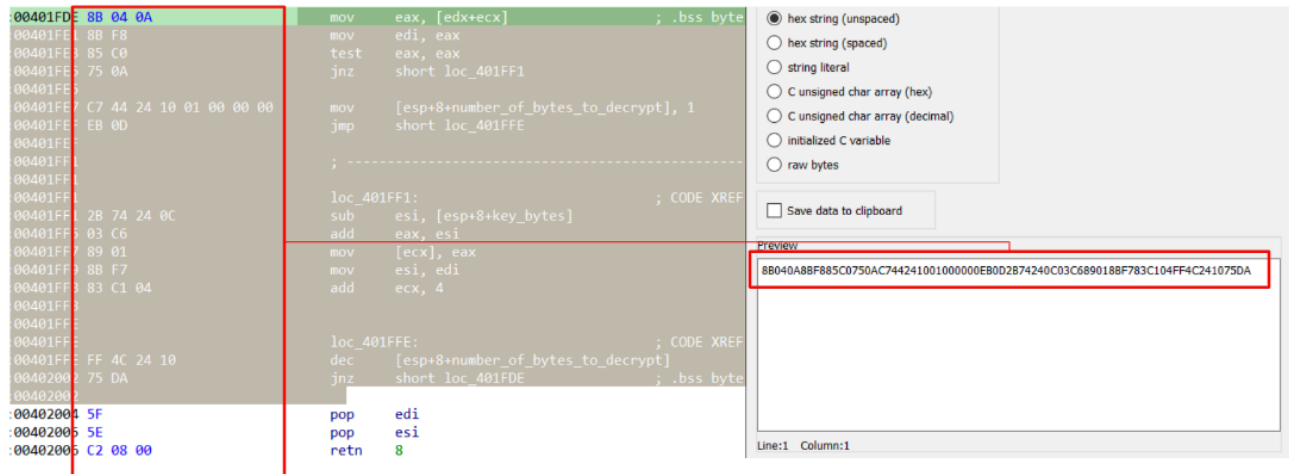 :00401FDE 8B 04 0A mov eax, [edx+ecx] ; .bss byte
:00401FE1 8B F8 mov edi, eax
:00401FE3 85 C0 test eax, eax
:00401FE5 75 0A jnz short loc_401FF1
:00401FE5
:00401FE7 C7 44 24 10 01 00 00 00 mov [esp+8+number_of_bytes_to_decrypt], 1
:00401FEF EB 0D jmp short loc_401FFE
:00401FEF
:00401FF1 ; ------------------------------------------------
:00401FF1
:00401FF1 loc_401FF1: ; CODE XREF
:00401FF1 2B 74 24 0C sub esi, [esp+8+key_bytes]
:00401FF5 03 C6 add eax, esi
:00401FF7 89 01 mov [ecx], eax
:00401FF9 8B F7 mov esi, edi
:00401FFB 83 C1 04 add ecx, 4
:00401FFB
:00401FFE
:00401FFE loc_401FFE: ; CODE XREF
:00401FFE FF 4C 24 10 dec [esp+8+number_of_bytes_to_decrypt]
:00402002 75 DA jnz short loc_401FDE ; .bss byte
:00402002
:00402004 5F pop edi
:00402005 5E pop esi
:00402006 C2 08 00 retn 8
hex string (unspaced)
hex string (spaced)
string literal
C unsigned char array (hex)
C unsigned char array (decimal)
initialized C variable
raw bytes
Save data to clipboard
Preview
8B040A8BF885C0750AC744241001000000EB0D2B74240C03C689018BF783C104FF4C241075DA
Line:1 Column:1